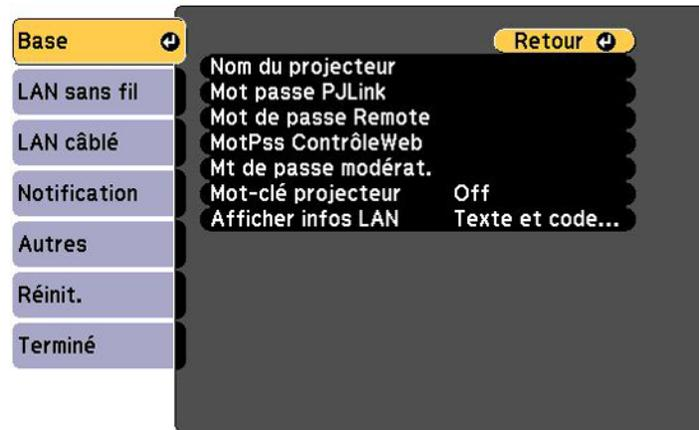 Base
LAN sans fil
LAN câblé
Notification
Autres
Réinit.
Terminé
Retour
Nom du projecteur
Mot passe PJLink
Mot de passe Remote
MotPss ContrôleWeb
Mt de passe modérat.
Mot-clé projecteur Off
Afficher infos LAN Texte et code...